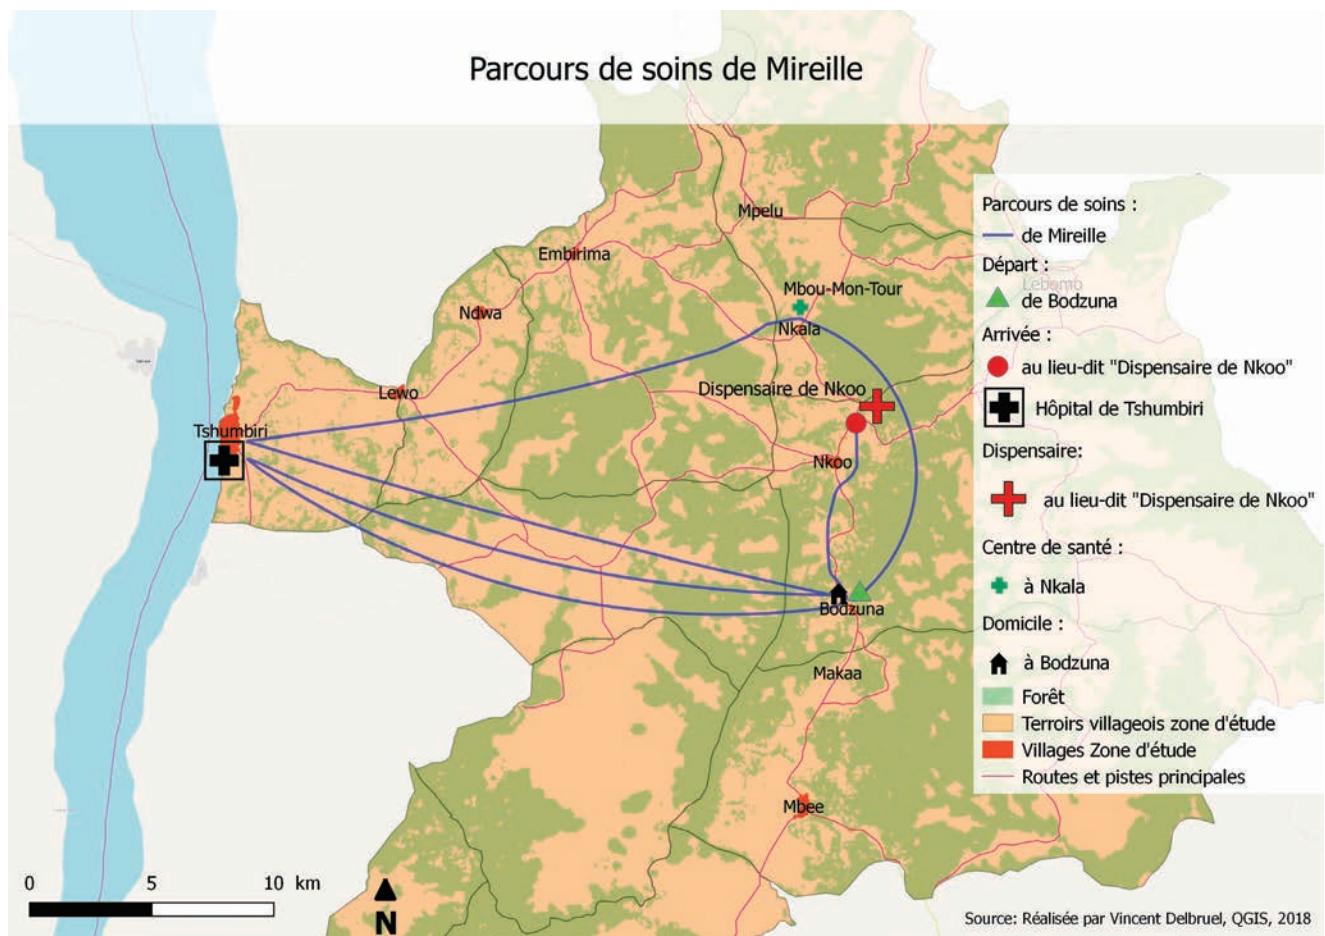 Parcours de soins de Mireille
Mpelu
Embirima
Mbou-Mon-Tour
Ndwa
Nkala
Dispensaire de Nkoo
Lewo
Tshumbiri
Nkoo
Bodzuna
Makaa
Mbee
Parcours de soins :
de Mireille
Départ :
Lebomo
de Bodzuna
Arrivée :
au lieu-dit "Dispensaire de Nkoo"
Hôpital de Tshumbiri
Dispensaire:
au lieu-dit "Dispensaire de Nkoo"
Centre de santé :
à Nkala
Domicile :
à Bodzuna
Forêt
Terroirs villageois zone d'étude
Villages Zone d'étude
Routes et pistes principales
0 5 10 km
N
Source: Réalisée par Vincent Delbruel, QGIS, 2018